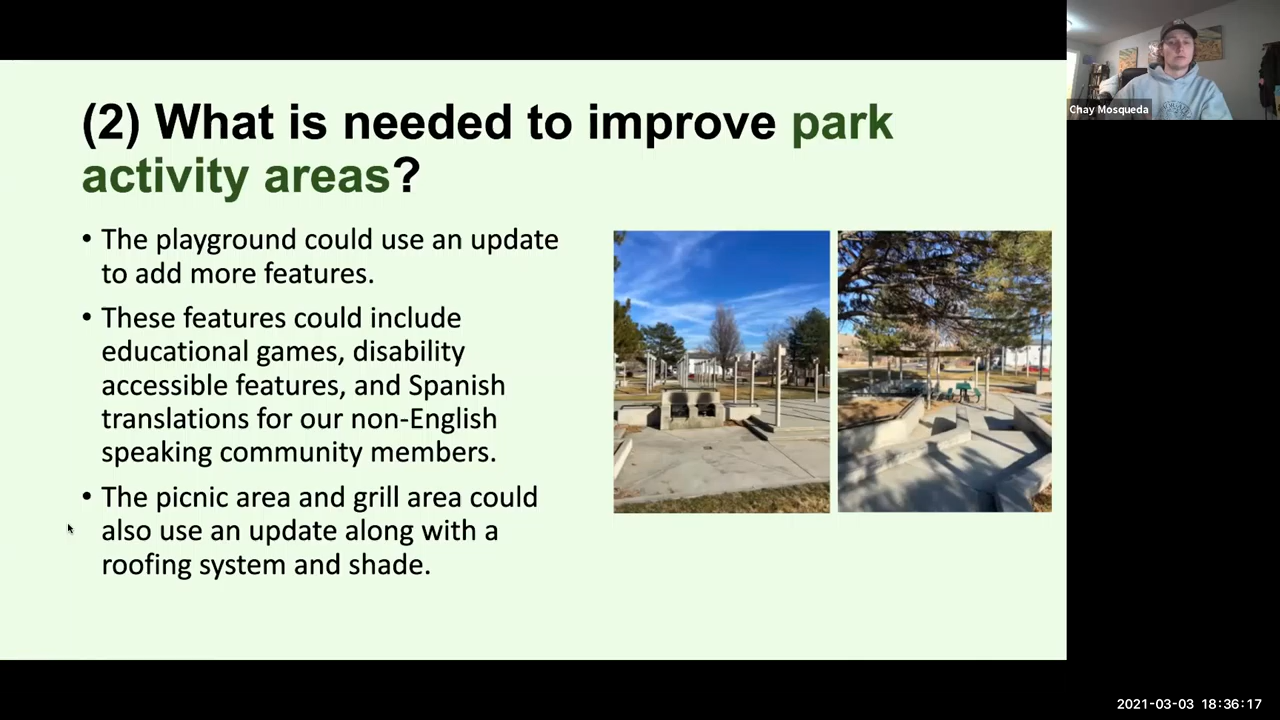 (2) What is needed to improve park
activity areas?
• The playground could use an update
to add more features.
• These features could include
educational games, disability
accessible features, and Spanish
translations for our non-English
speaking community members.
• The picnic area and grill area could
also use an update along with a
roofing system and shade.
Chay Mosqueda
2021-03-03 18:36:17